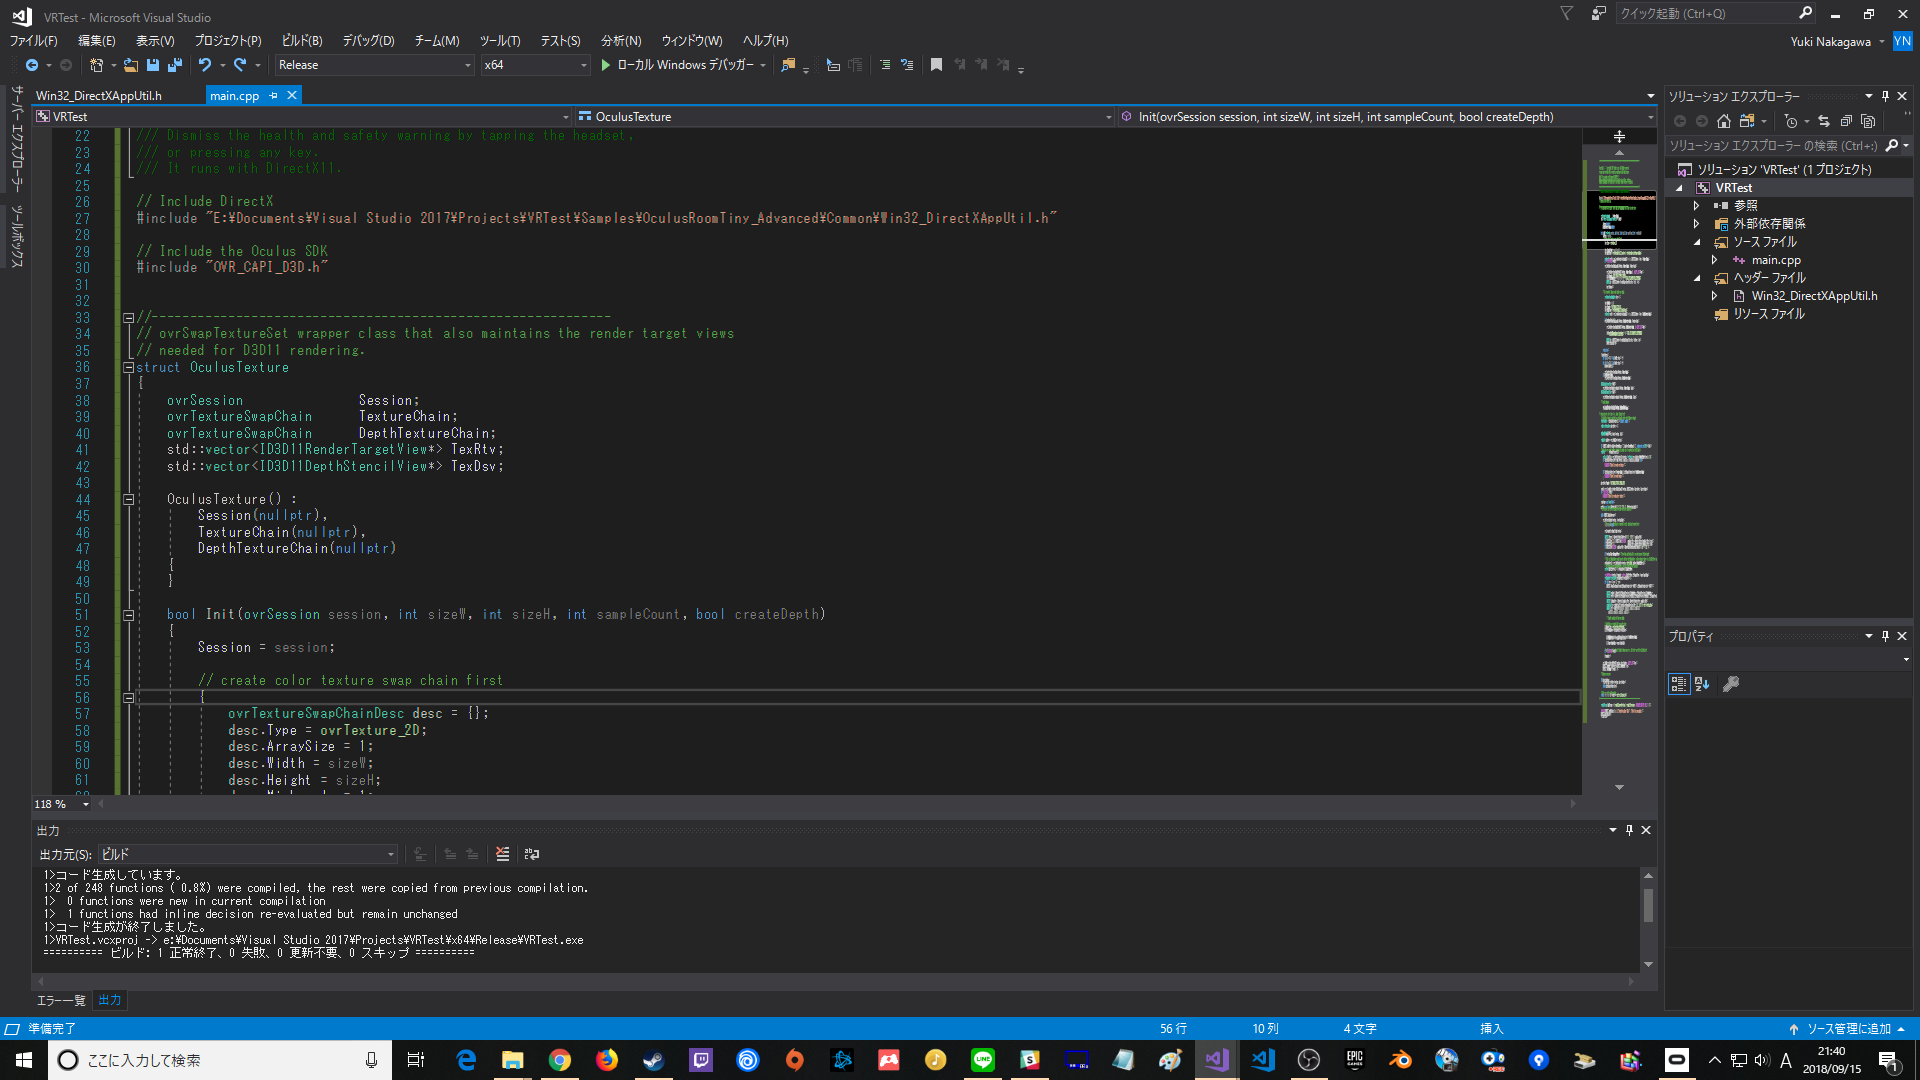 VRTest - Microsoft Visual Studio
クイック起動 (Ctrl+Q)
ファイル(F) 編集(E) 表示(V) プロジェクト(P) ビルド(B) デバッグ(D) チーム(M) ツール(T) テスト(S) 分析(N) ウィンドウ(W) ヘルプ(H)
Yuki Nakagawa YN
Release x64 ローカル Windows デバッガー
サーバー エクスプローラー
ツールボックス
Win32_DirectXAppUtil.h main.cpp
VRTest OculusTexture Init(ovrSession session, int sizeW, int sizeH, int sampleCount, bool createDepth)
22 /// Dismiss the health and safety warning by tapping the headset,
23 /// or pressing any key.
24 /// It runs with DirectX11.
25
26 // Include DirectX
27 #include "E:¥Documents¥Visual Studio 2017¥Projects¥VRTest¥Samples¥OculusRoomTiny_Advanced¥Common¥Win32_DirectXAppUtil.h"
28
29 // Include the Oculus SDK
30 #include "OVR_CAPI_D3D.h"
31
32
33 //------------------------------------------------------------
34 // ovrSwapTextureSet wrapper class that also maintains the render target views
35 // needed for D3D11 rendering.
36 struct OculusTexture
37 {
38 ovrSession Session;
39 ovrTextureSwapChain TextureChain;
40 ovrTextureSwapChain DepthTextureChain;
41 std::vector<ID3D11RenderTargetView*> TexRtv;
42 std::vector<ID3D11DepthStencilView*> TexDsv;
43
44 OculusTexture() :
45 Session(nullptr),
46 TextureChain(nullptr),
47 DepthTextureChain(nullptr)
48 {
49 }
50
51 bool Init(ovrSession session, int sizeW, int sizeH, int sampleCount, bool createDepth)
52 {
53 Session = session;
54
55 // create color texture swap chain first
56 {
57 ovrTextureSwapChainDesc desc = {};
58 desc.Type = ovrTexture_2D;
59 desc.ArraySize = 1;
60 desc.Width = sizeW;
61 desc.Height = sizeH;
118 %
出力
出力元(S): ビルド
1>コード生成しています。
1>2 of 248 functions ( 0.8%) were compiled, the rest were copied from previous compilation.
1> 0 functions were new in current compilation
1> 1 functions had inline decision re-evaluated but remain unchanged
1>コード生成が終了しました。
1>VRTest.vcxproj -> e:¥Documents¥Visual Studio 2017¥Projects¥VRTest¥x64¥Release¥VRTest.exe
========== ビルド: 1 正常終了、0 失敗、0 更新不要、0 スキップ ==========
エラー一覧 出力
ソリューション エクスプローラー
ソリューション エクスプローラー の検索 (Ctrl+:)
ソリューション 'VRTest' (1 プロジェクト)
VRTest
参照
外部依存関係
ソース ファイル
main.cpp
ヘッダー ファイル
Win32_DirectXAppUtil.h
リソース ファイル
プロパティ
準備完了 56 行 10 列 4 文字 挿入 ソース管理に追加
ここに入力して検索
LINE
EPIC GAMES
A
21:40
2018/09/15
1